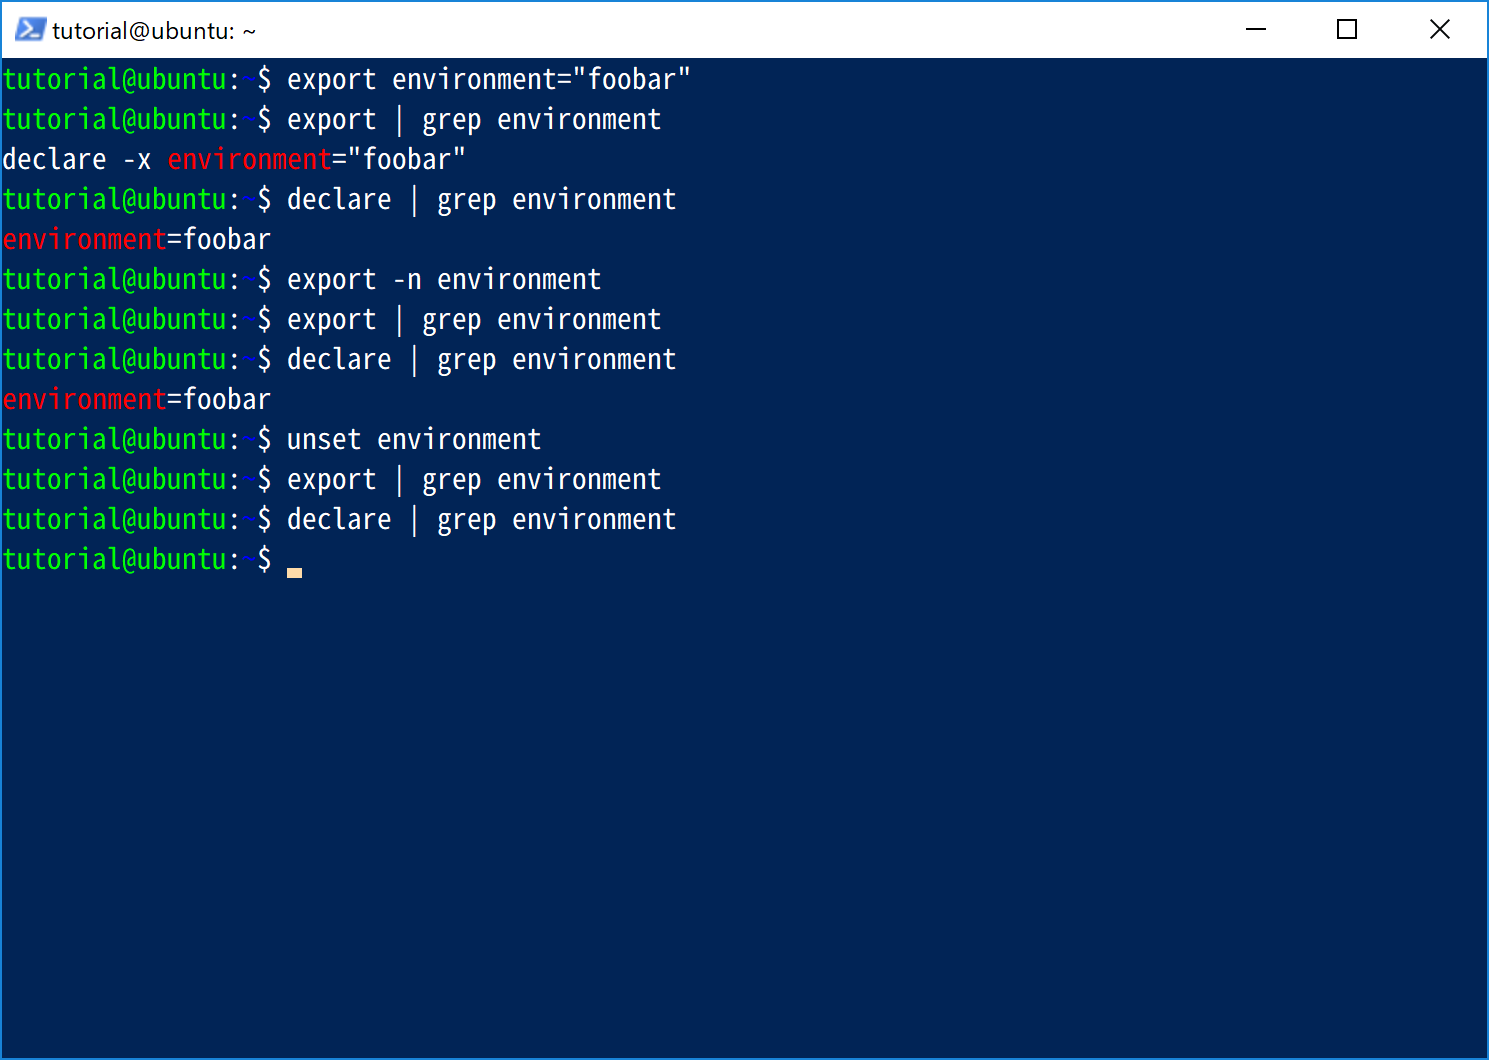 tutorial@ubuntu: ~
tutorial@ubuntu:~$ export environment="foobar"
tutorial@ubuntu:~$ export | grep environment
declare -x environment="foobar"
tutorial@ubuntu:~$ declare | grep environment
environment=foobar
tutorial@ubuntu:~$ export -n environment
tutorial@ubuntu:~$ export | grep environment
tutorial@ubuntu:~$ declare | grep environment
environment=foobar
tutorial@ubuntu:~$ unset environment
tutorial@ubuntu:~$ export | grep environment
tutorial@ubuntu:~$ declare | grep environment
tutorial@ubuntu:~$